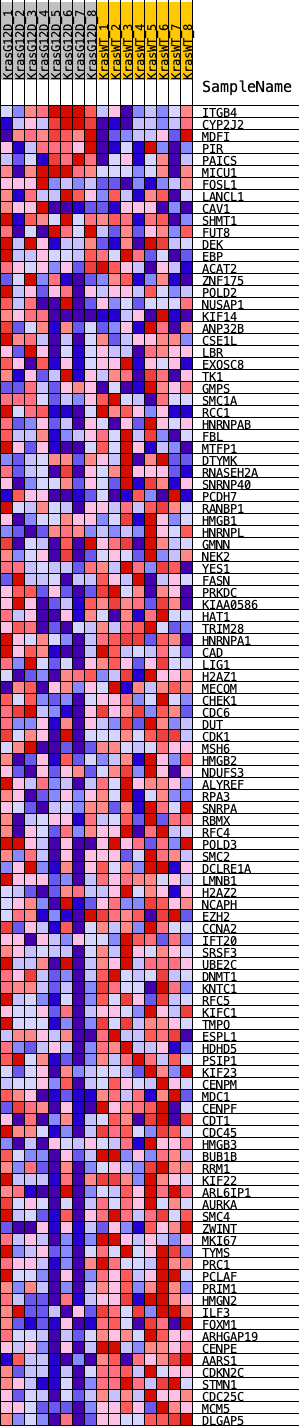 KrasG12D_1
KrasG12D_2
KrasG12D_3
KrasG12D_4
KrasG12D_5
KrasG12D_6
KrasG12D_7
KrasG12D_8
KrasWT_1
KrasWT_2
KrasWT_3
KrasWT_4
KrasWT_5
KrasWT_6
KrasWT_7
KrasWT_8
SampleName
ITGB4
CYP2J2
MDFI
PIR
PAICS
MICU1
FOSL1
LANCL1
CAV1
SHMT1
FUT8
DEK
EBP
ACAT2
ZNF175
POLD2
NUSAP1
KIF14
ANP32B
CSE1L
LBR
EXOSC8
TK1
GMPS
SMC1A
RCC1
HNRNPAB
FBL
MTFP1
DTYMK
RNASEH2A
SNRNP40
PCDH7
RANBP1
HMGB1
HNRNPL
GMNN
NEK2
YES1
FASN
PRKDC
KIAA0586
HAT1
TRIM28
HNRNPA1
CAD
LIG1
H2AZ1
MECOM
CHEK1
CDC6
DUT
CDK1
MSH6
HMGB2
NDUFS3
ALYREF
RPA3
SNRPA
RBMX
RFC4
POLD3
SMC2
DCLRE1A
LMNB1
H2AZ2
NCAPH
EZH2
CCNA2
IFT20
SRSF3
UBE2C
DNMT1
KNTC1
RFC5
KIFC1
TMPO
ESPL1
HDHD5
PSIP1
KIF23
CENPM
MDC1
CENPF
CDT1
CDC45
HMGB3
BUB1B
RRM1
KIF22
ARL6IP1
AURKA
SMC4
ZWINT
MKI67
TYMS
PRC1
PCLAF
PRIM1
HMGN2
ILF3
FOXM1
ARHGAP19
CENPE
AARS1
CDKN2C
STMN1
CDC25C
MCM5
DLGAP5